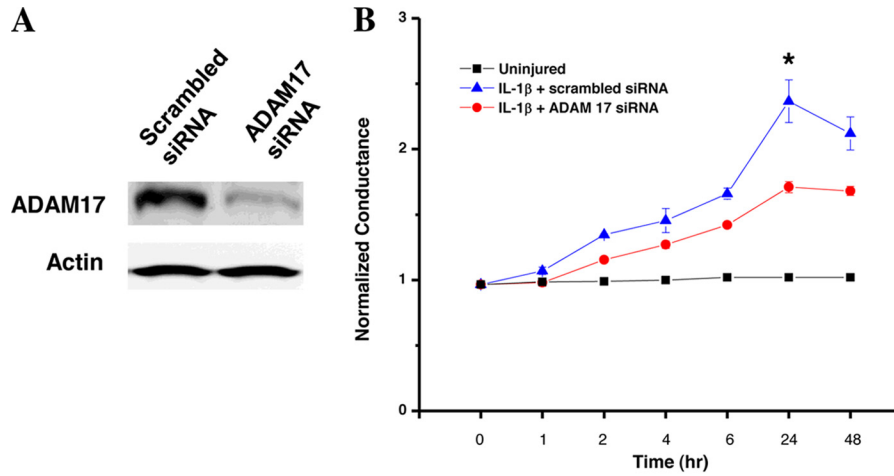 A
Scrambled
siRNA
ADAM17
siRNA
ADAM17
Actin
B
Normalized Conductance
3
2
1
0
Uninjured
IL-1β + scrambled siRNA
IL-1β + ADAM 17 siRNA
*
0 1 2 4 6 24 48
Time (hr)